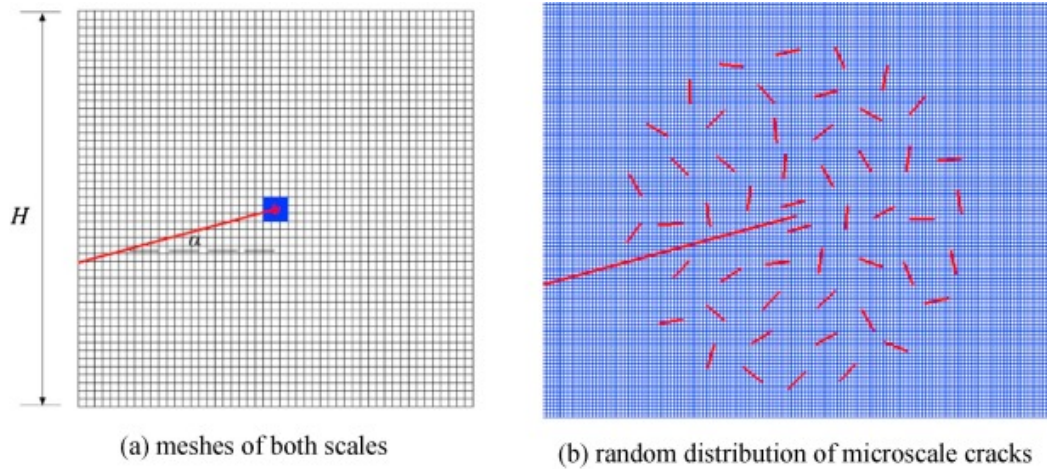 H
α
(a) meshes of both scales
(b) random distribution of microscale cracks